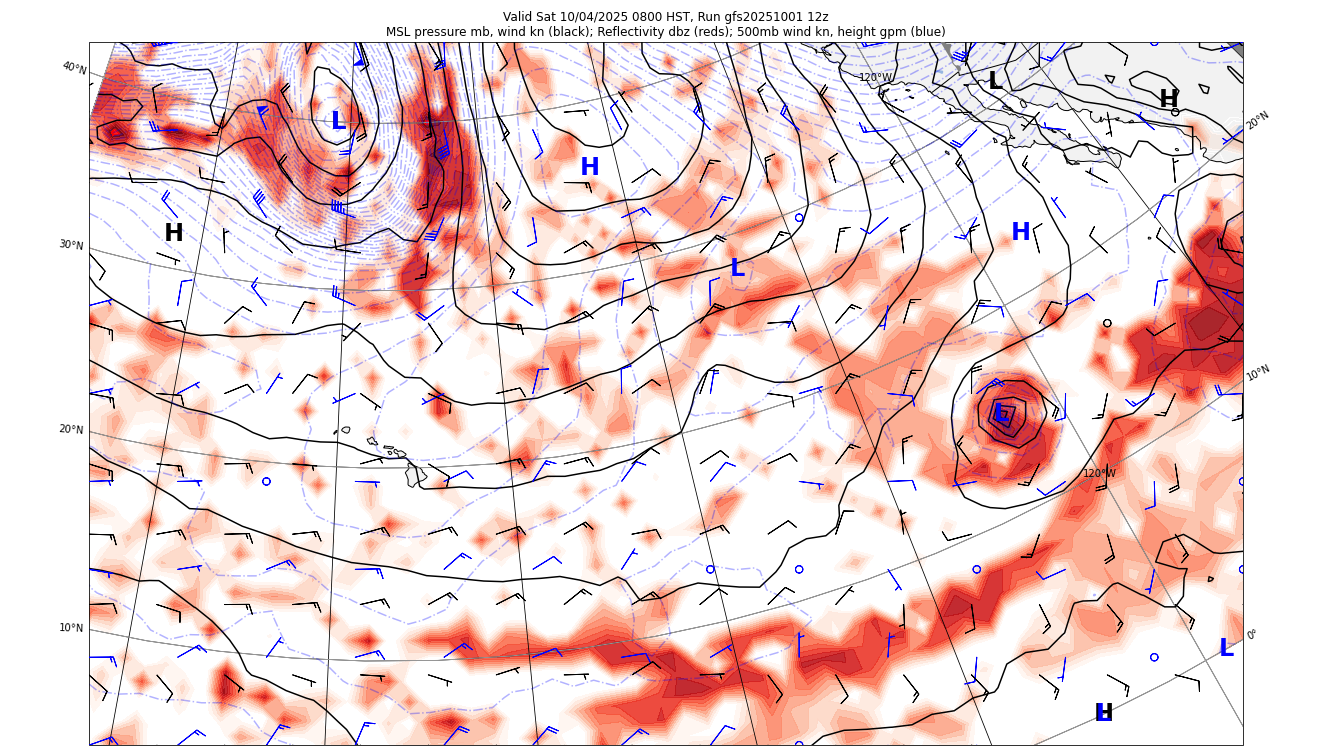 Valid Sat 10/04/2025 0800 HST, Run gfs20251001 12z
MSL pressure mb, wind kn (black); Reflectivity dbz (reds); 500mb wind kn, height gpm (blue)
40°N
120°W
L
H
20°N
L
H
H
H
30°N
L
10°N
L
20°N
120°W
10°N
0°
L
H
L